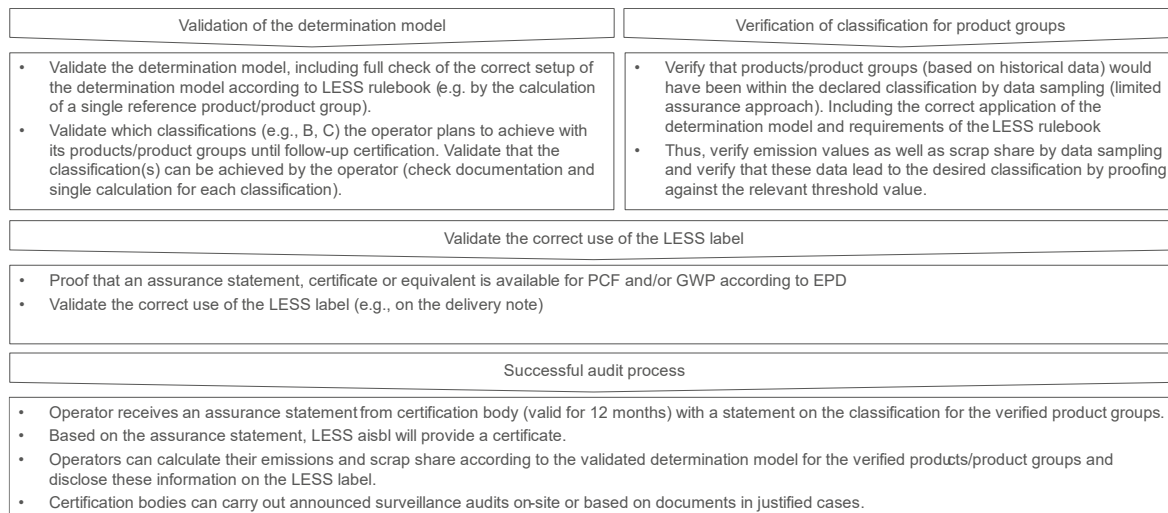 Validation of the determination model
• Validate the determination model, including full check of the correct setup of
the determination model according to LESS rulebook (e.g. by the calculation
of a single reference product/product group).
• Validate which classifications (e.g., B, C) the operator plans to achieve with
its products/product groups until follow-up certification. Validate that the
classification(s) can be achieved by the operator (check documentation and
single calculation for each classification).
Verification of classification for product groups
• Verify that products/product groups (based on historical data) would
have been within the declared classification by data sampling (limited
assurance approach). Including the correct application of the
determination model and requirements of the LESS rulebook
• Thus, verify emission values as well as scrap share by data sampling
and verify that these data lead to the desired classification by proofing
against the relevant threshold value.
Validate the correct use of the LESS label
• Proof that an assurance statement, certificate or equivalent is available for PCF and/or GWP according to EPD
• Validate the correct use of the LESS label (e.g., on the delivery note)
Successful audit process
• Operator receives an assurance statement from certification body (valid for 12 months) with a statement on the classification for the verified product groups.
• Based on the assurance statement, LESS aisbl will provide a certificate.
• Operators can calculate their emissions and scrap share according to the validated determination model for the verified products/product groups and
disclose these information on the LESS label.
• Certification bodies can carry out announced surveillance audits on-site or based on documents in justified cases.